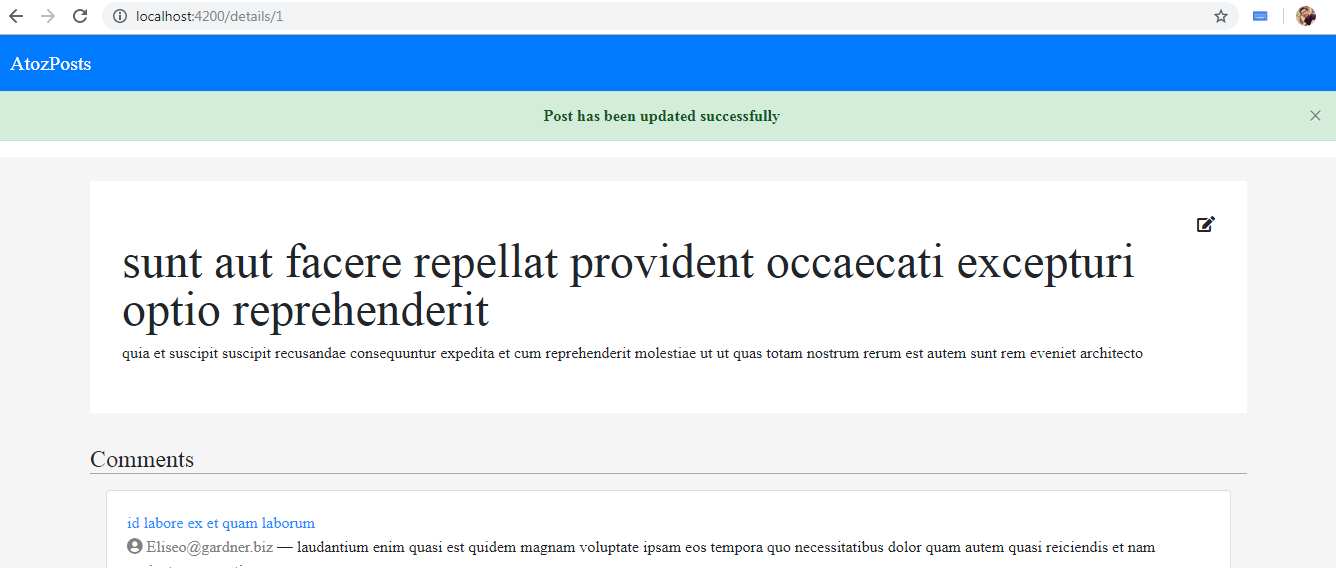 localhost:4200/details/1
AtozPosts
Post has been updated successfully
sunt aut facere repellat provident occaecati excepturi
optio reprehenderit
quia et suscipit suscipit recusandae consequuntur expedita et cum reprehenderit molestiae ut ut quas totam nostrum rerum est autem sunt rem eveniet architecto
Comments
id labore ex et quam laborum
Eliseo@gardner.biz — laudantium enim quasi est quidem magnam voluptate ipsam eos tempora quo necessitatibus dolor quam autem quasi reiciendis et nam